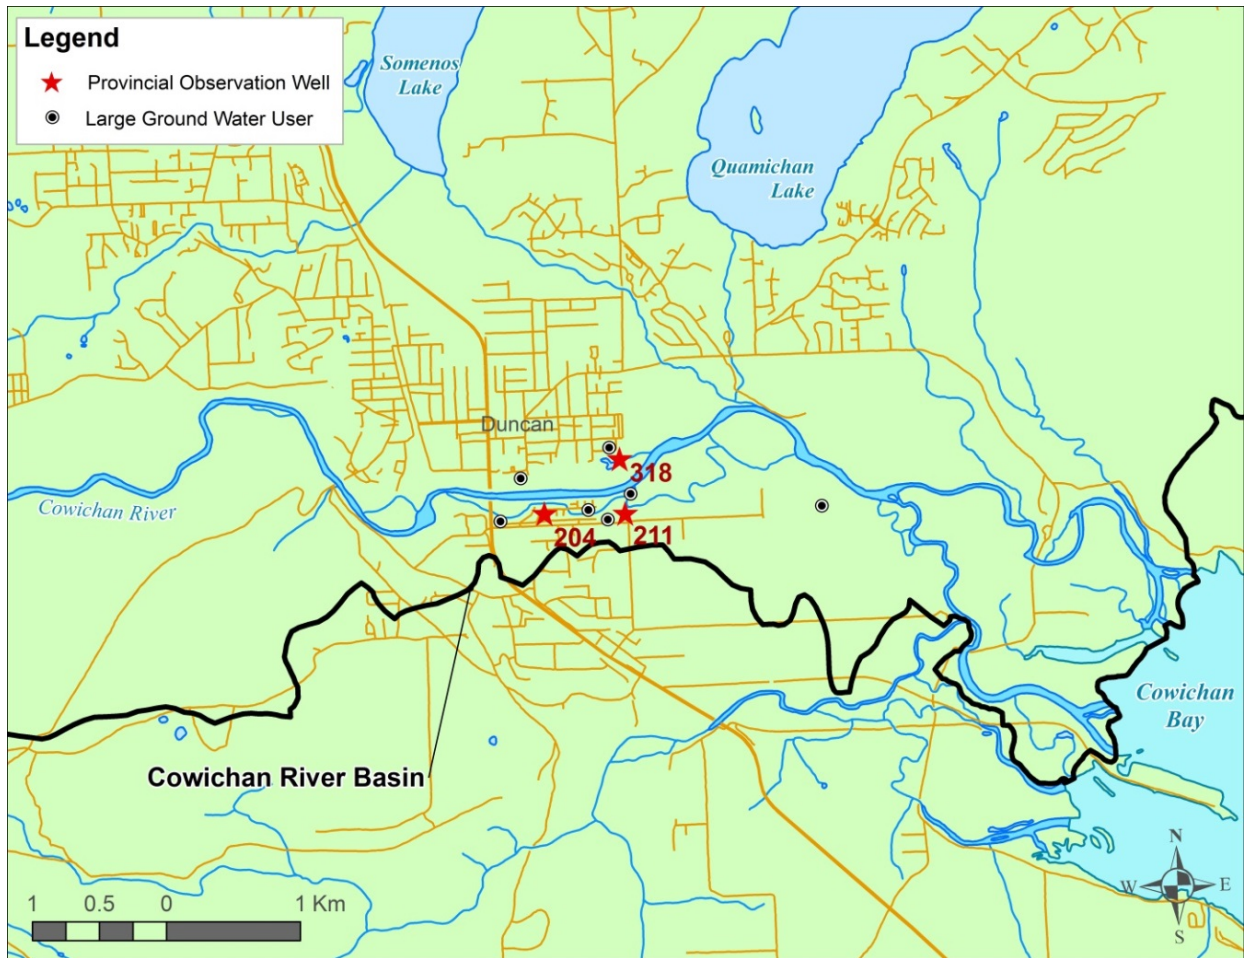 Legend
Provincial Observation Well
Large Ground Water User
Somenos
Lake
Quamichan
Lake
Duncan
318
Cowichan River
204
211
Cowichan
Bay
Cowichan River Basin
N
W
E
S
1 0.5 0 1 Km